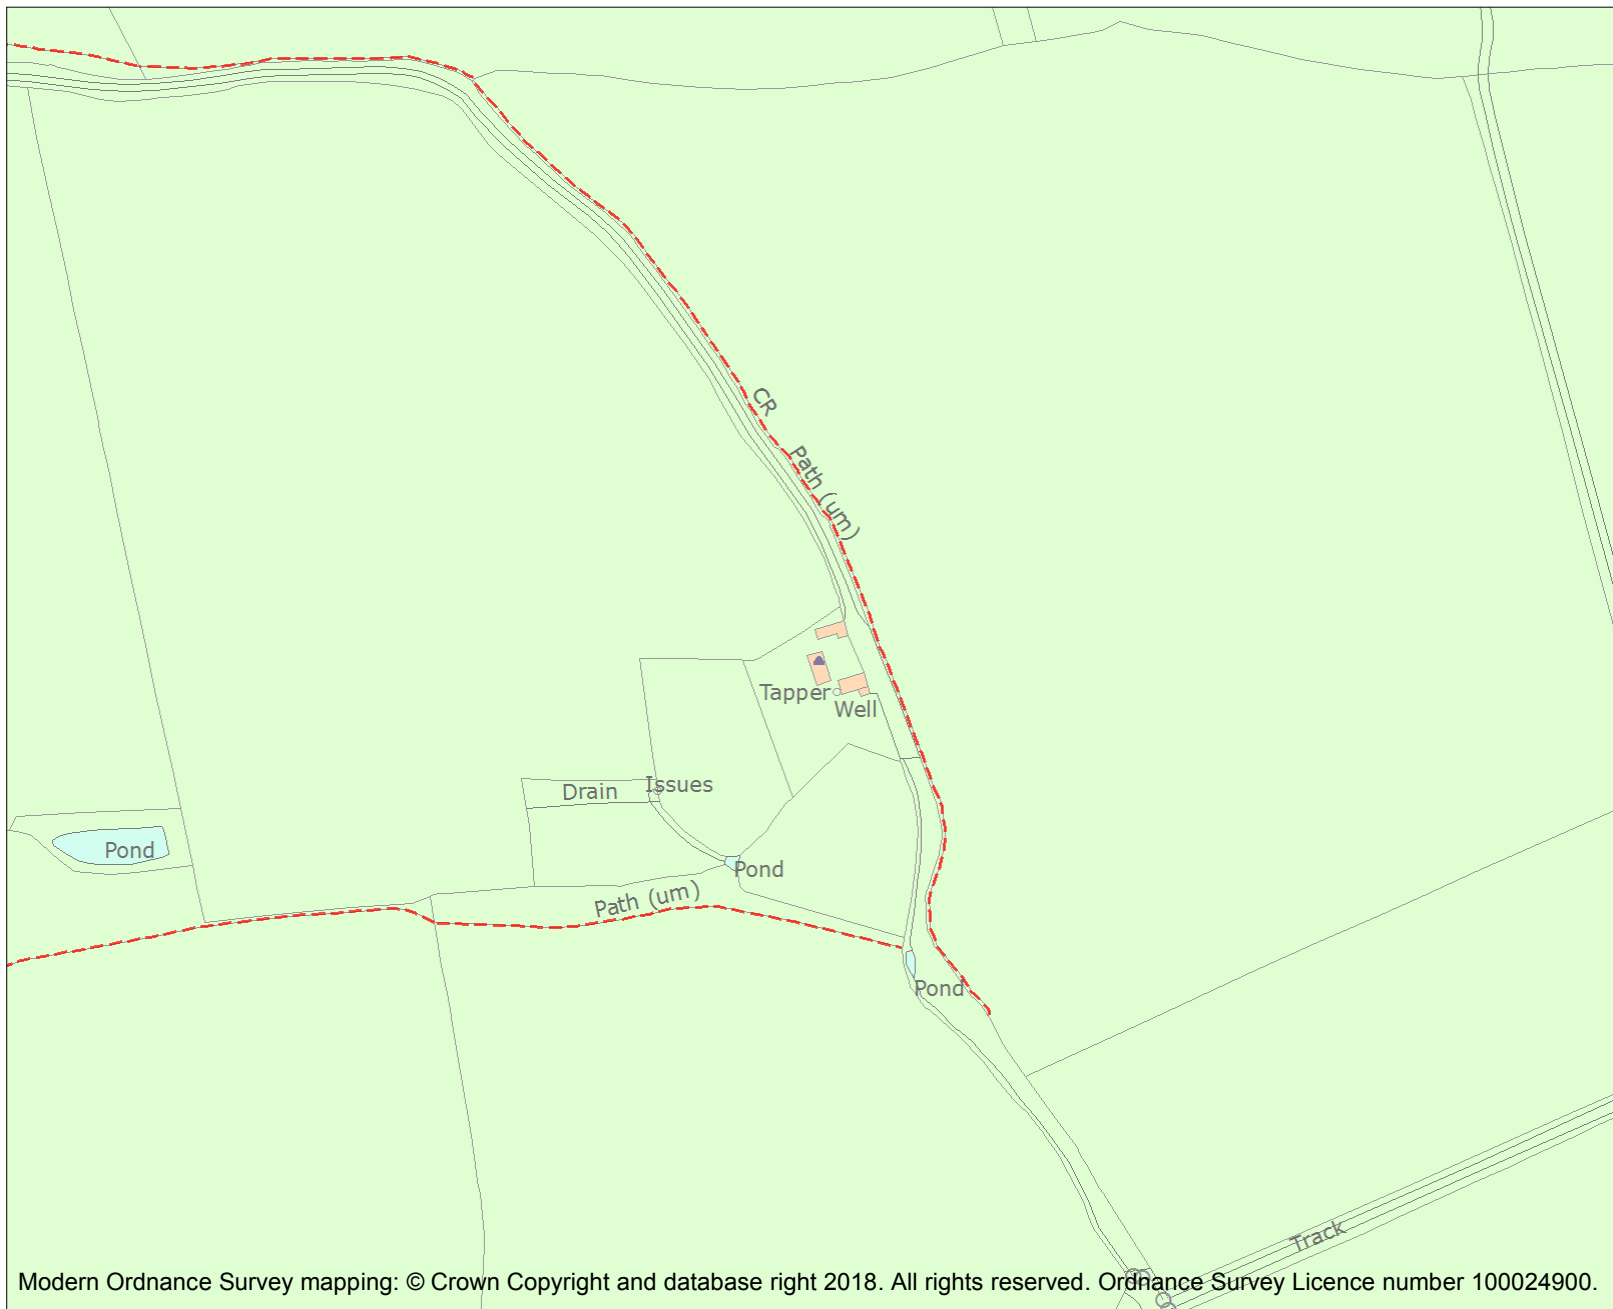 CR
Path (um)
Tapper
Well
Issues
Drain
Pond
Pond
Path (um)
Pond
Track
Modern Ordnance Survey mapping: © Crown Copyright and database right 2018. All rights reserved. Ordnance Survey Licence number 100024900.